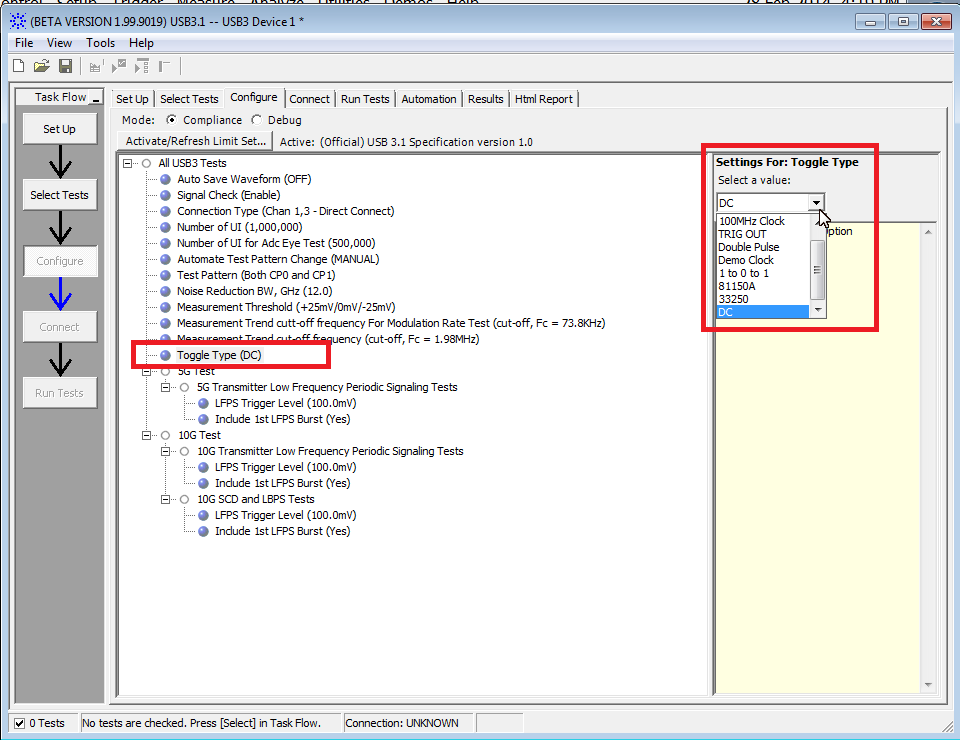 (BETA VERSION 1.99.9019) USB3.1 -- USB3 Device 1 *
File View Tools Help
Task Flow
Set Up
Select Tests
Configure
Connect
Run Tests
Set Up Select Tests Configure Connect Run Tests Automation Results Html Report
Mode: Compliance Debug
Activate/Refresh Limit Set... Active: (Official) USB 3.1 Specification version 1.0
All USB3 Tests
Auto Save Waveform (OFF)
Signal Check (Enable)
Connection Type (Chan 1,3 - Direct Connect)
Number of UI (1,000,000)
Number of UI for Adc Eye Test (500,000)
Automate Test Pattern Change (MANUAL)
Test Pattern (Both CP0 and CP1)
Noise Reduction BW, GHz (12.0)
Measurement Threshold (+25mV/0mV/-25mV)
Measurement Trend cutt-off frequency For Modulation Rate Test (cut-off, Fc = 73.8KHz)
Measurement Trend cut-off frequency (cut-off, Fc = 1.98MHz)
Toggle Type (DC)
5G Test
5G Transmitter Low Frequency Periodic Signaling Tests
LFPS Trigger Level (100.0mV)
Include 1st LFPS Burst (Yes)
10G Test
10G Transmitter Low Frequency Periodic Signaling Tests
LFPS Trigger Level (100.0mV)
Include 1st LFPS Burst (Yes)
10G SCD and LBPS Tests
LFPS Trigger Level (100.0mV)
Include 1st LFPS Burst (Yes)
Settings For: Toggle Type
Select a value:
DC
100MHz Clock
TRIG OUT
Double Pulse
Demo Clock
1 to 0 to 1
81150A
33250
DC
0 Tests No tests are checked. Press [Select] in Task Flow. Connection: UNKNOWN